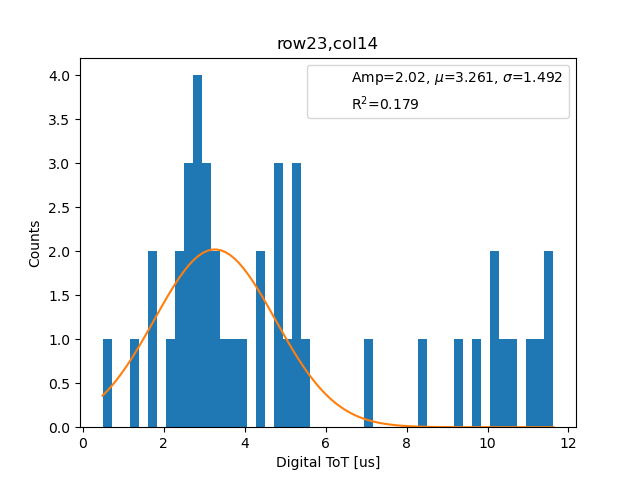 row23,col14
Amp=2.02, μ=3.261, σ=1.492
R²=0.179
Counts
4.0
3.5
3.0
2.5
2.0
1.5
1.0
0.5
0.0
0 2 4 6 8 10 12
Digital ToT [us]